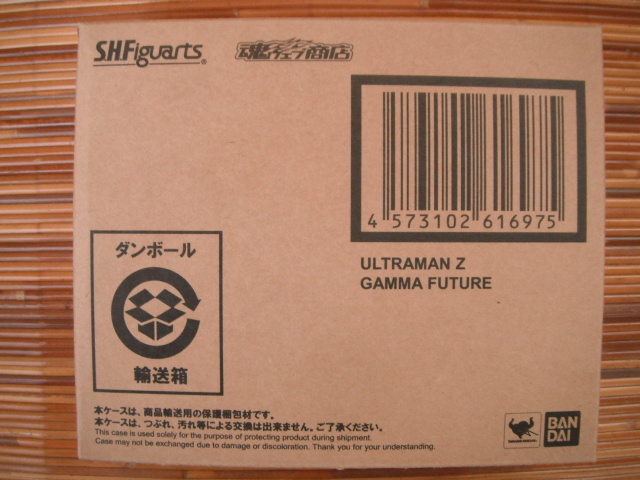 S.H.Figuarts®
魂ウェブ商店
4 573102 616975
ULTRAMAN Z
GAMMA FUTURE
ダンボール
輸送箱
本ケースは、商品輸送用の保護梱包材です。
本ケースは、つぶれ、汚れ等による交換は出来ません。ご了承ください。
This case is used solely for the purpose of protecting product during shipment.
Case may not be exchanged due to damage or discoloration. Thank you for your understanding.
BAN
DAI